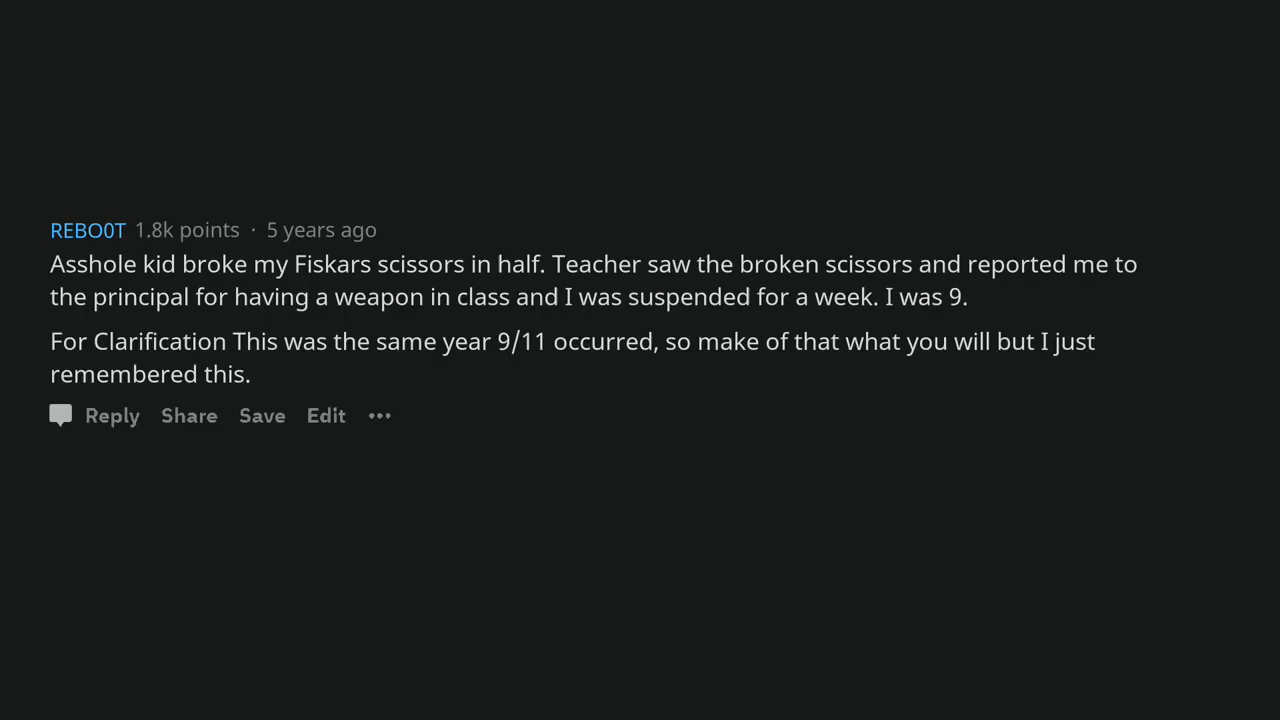 REBO0T 1.8k points · 5 years ago
Asshole kid broke my Fiskars scissors in half. Teacher saw the broken scissors and reported me to
the principal for having a weapon in class and I was suspended for a week. I was 9.
For Clarification This was the same year 9/11 occurred, so make of that what you will but I just
remembered this.
Reply Share Save Edit •••